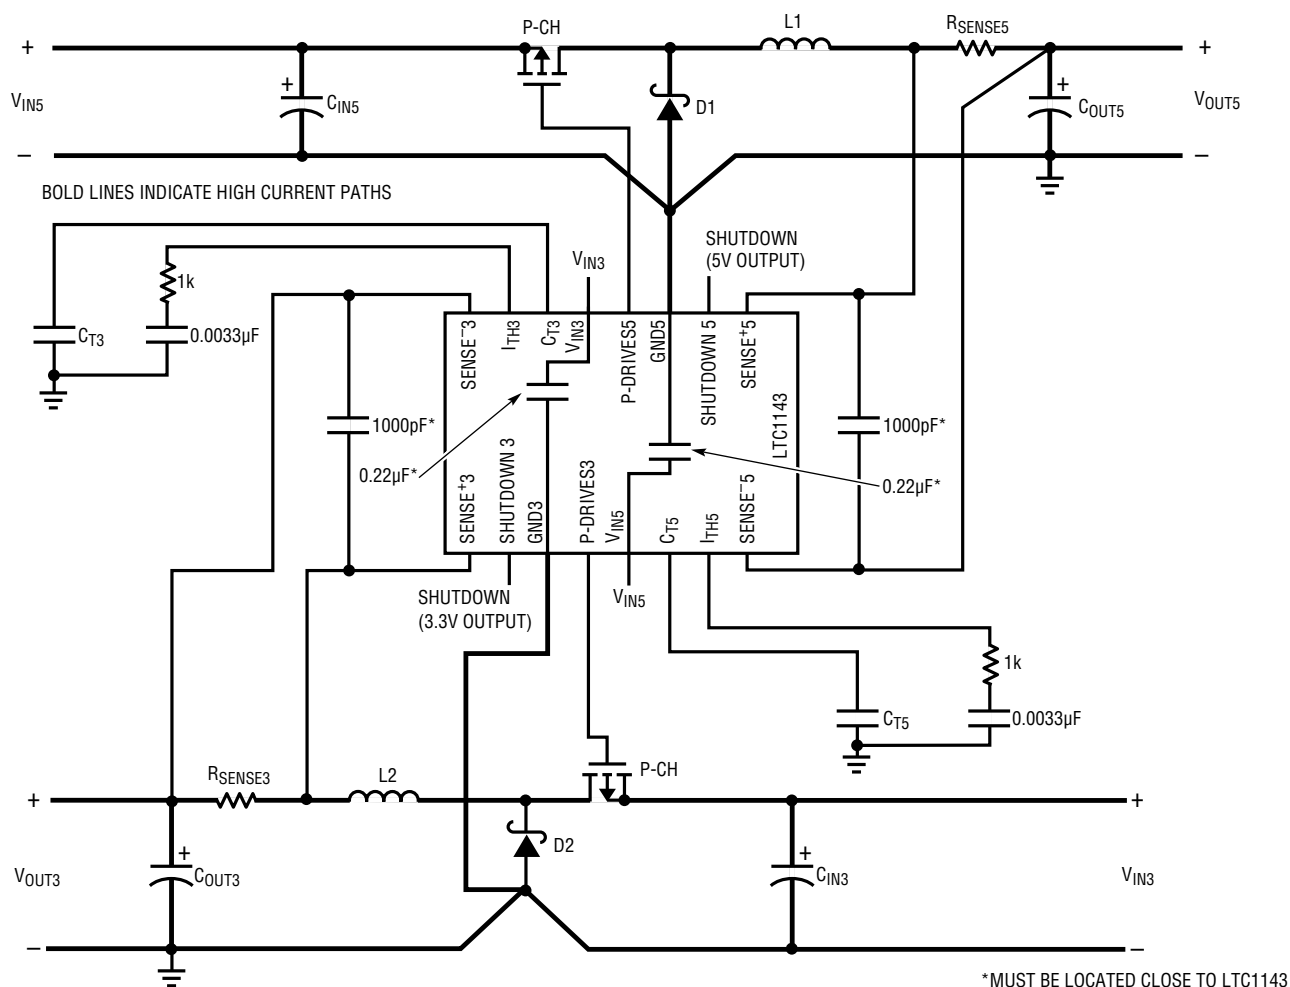 P-CH
L1
RSENSE5
+
+
VIN5
+
CIN5
D1
+
COUT5
VOUT5
–
–
BOLD LINES INDICATE HIGH CURRENT PATHS
SHUTDOWN
(5V OUTPUT)
VIN3
1k
CT3
0.0033µF
SENSE–3
ITH3
CT3
VIN3
P-DRIVES5
GND5
SHUTDOWN 5
SENSE+5
LTC1143
1000pF*
1000pF*
0.22µF*
0.22µF*
SENSE+3
SHUTDOWN 3
GND3
P-DRIVES3
VIN5
CT5
ITH5
SENSE–5
SHUTDOWN
(3.3V OUTPUT)
VIN5
1k
CT5
0.0033µF
RSENSE3
L2
P-CH
+
+
+
COUT3
VOUT3
D2
+
CIN3
VIN3
–
–
*MUST BE LOCATED CLOSE TO LTC1143